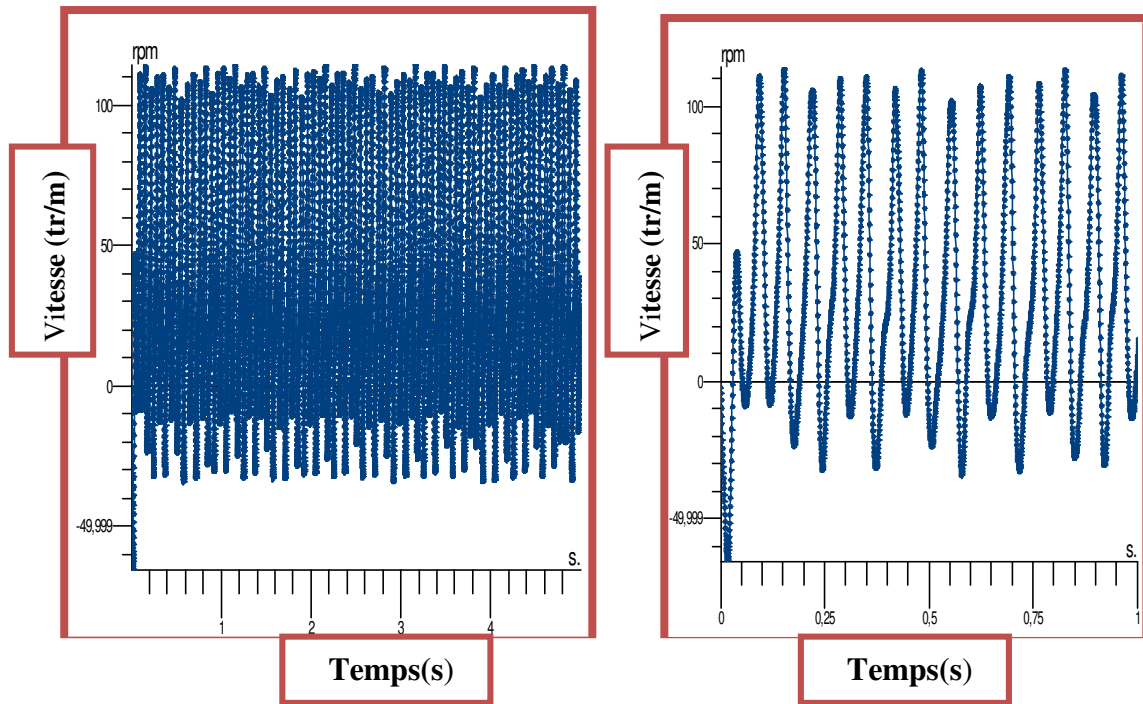 rpm
100
50
0
-49,999
s.
1
2
3
4
Vitesse (tr/m)
Temps(s)
rpm
100
50
0
-49,999
s.
0
0,25
0,5
0,75
1
Vitesse (tr/m)
Temps(s)